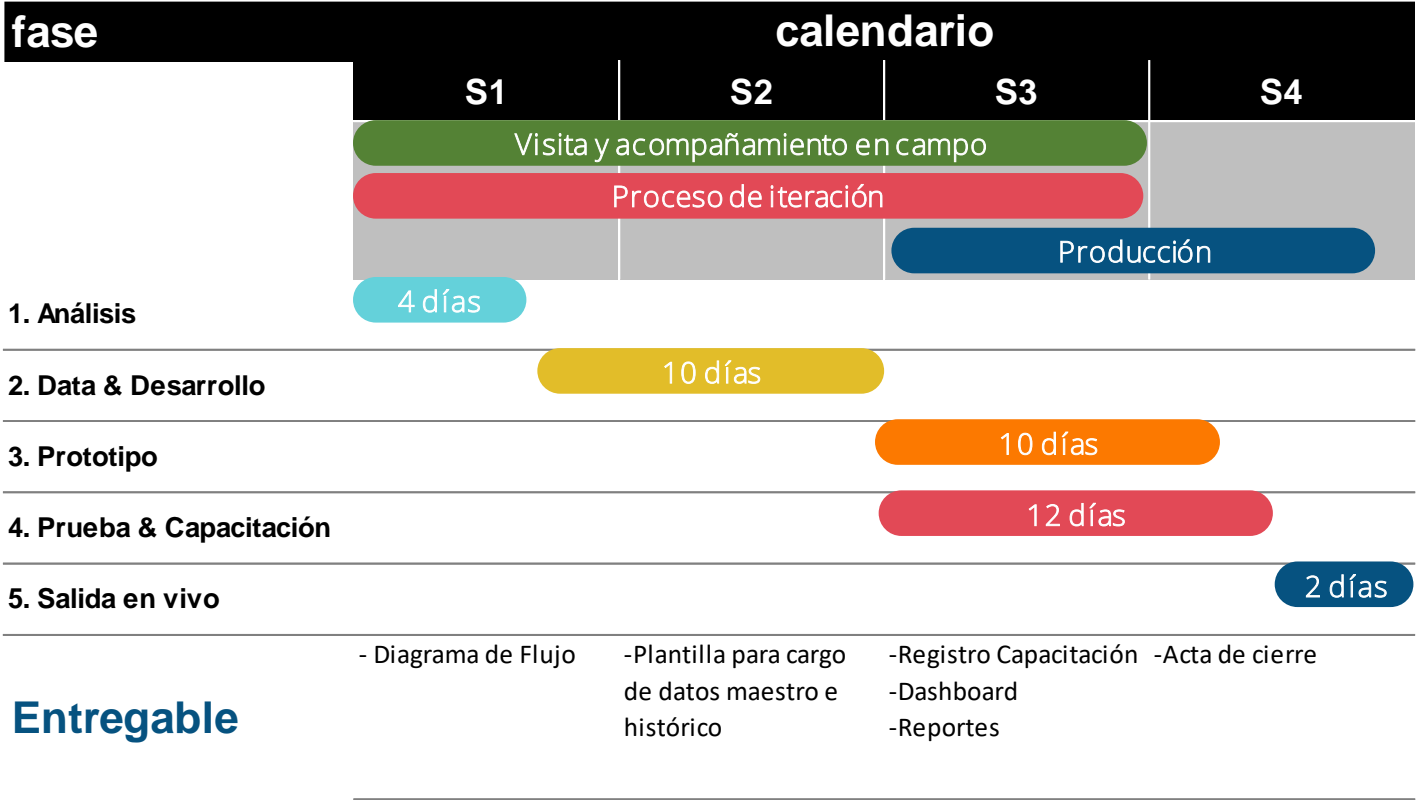 fase
calendario
S1
S2
S3
S4
Visita y acompañamiento en campo
Proceso de iteración
Producción
1. Análisis
4 días
2. Data & Desarrollo
10 días
3. Prototipo
10 días
4. Prueba & Capacitación
12 días
5. Salida en vivo
2 días
Entregable
- Diagrama de Flujo
-Plantilla para cargo
de datos maestro e
histórico
-Registro Capacitación
-Dashboard
-Reportes
-Acta de cierre